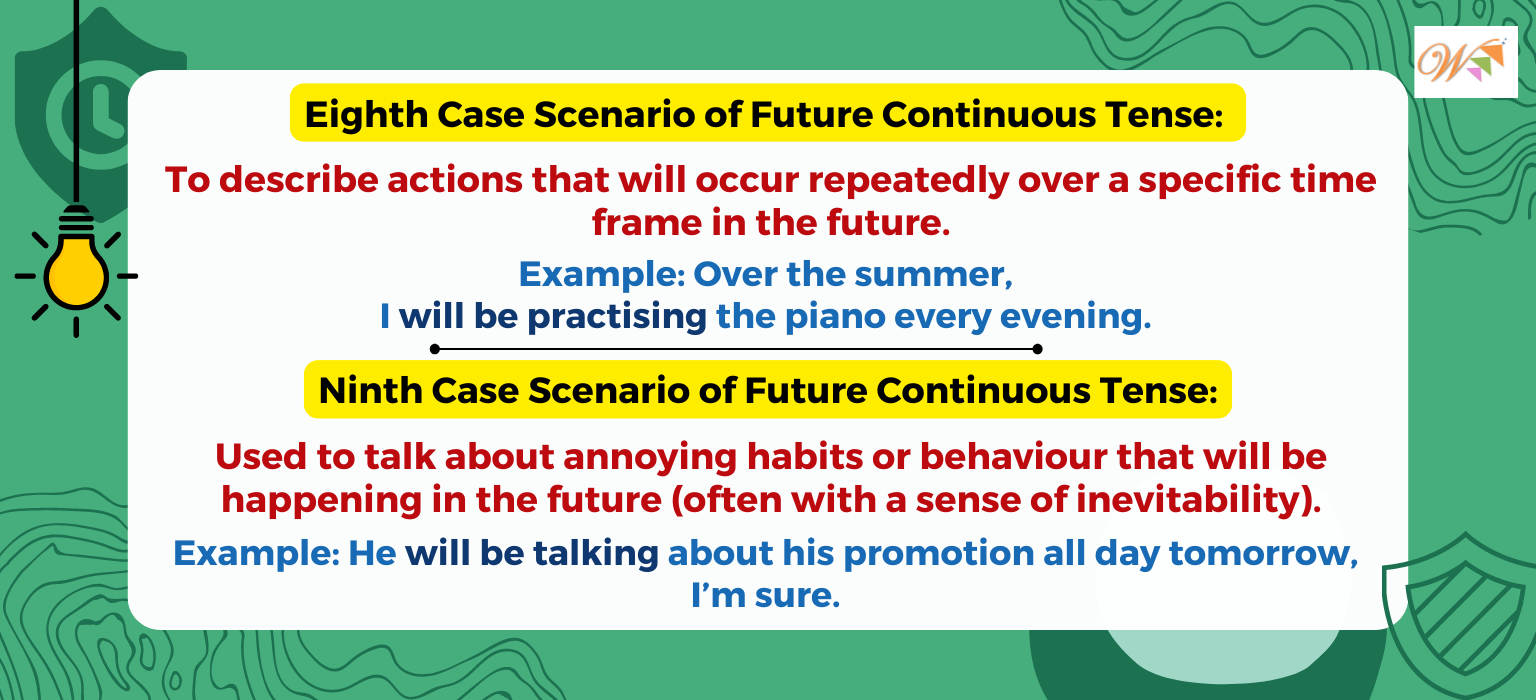 Eighth Case Scenario of Future Continuous Tense:
To describe actions that will occur repeatedly over a specific time
frame in the future.
Example: Over the summer,
I will be practising the piano every evening.
Ninth Case Scenario of Future Continuous Tense:
Used to talk about annoying habits or behaviour that will be
happening in the future (often with a sense of inevitability).
Example: He will be talking about his promotion all day tomorrow,
I’m sure.
W